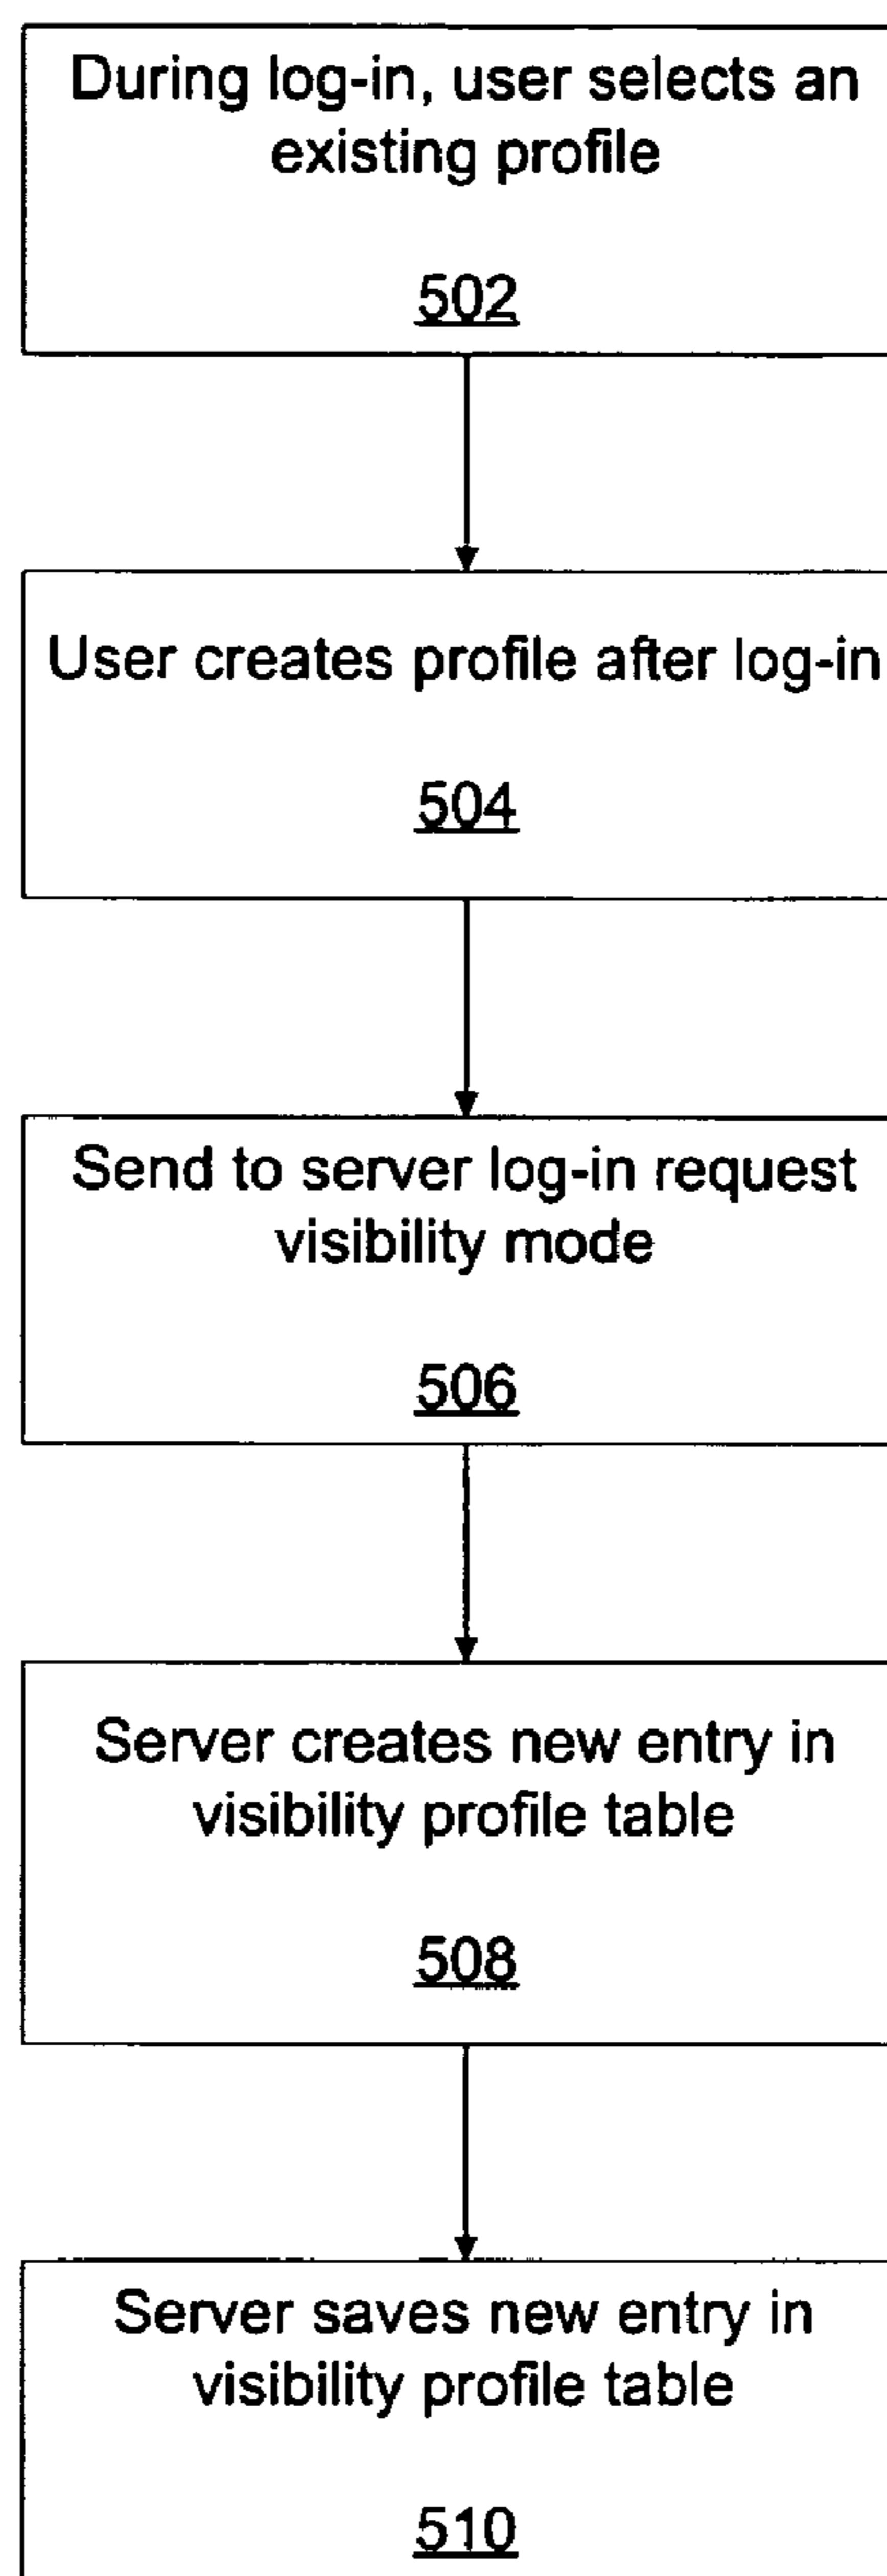 During log-in, user selects an
existing profile
502
User creates profile after log-in
504
Send to server log-in request
visibility mode
506
Server creates new entry in
visibility profile table
508
Server saves new entry in
visibility profile table
510